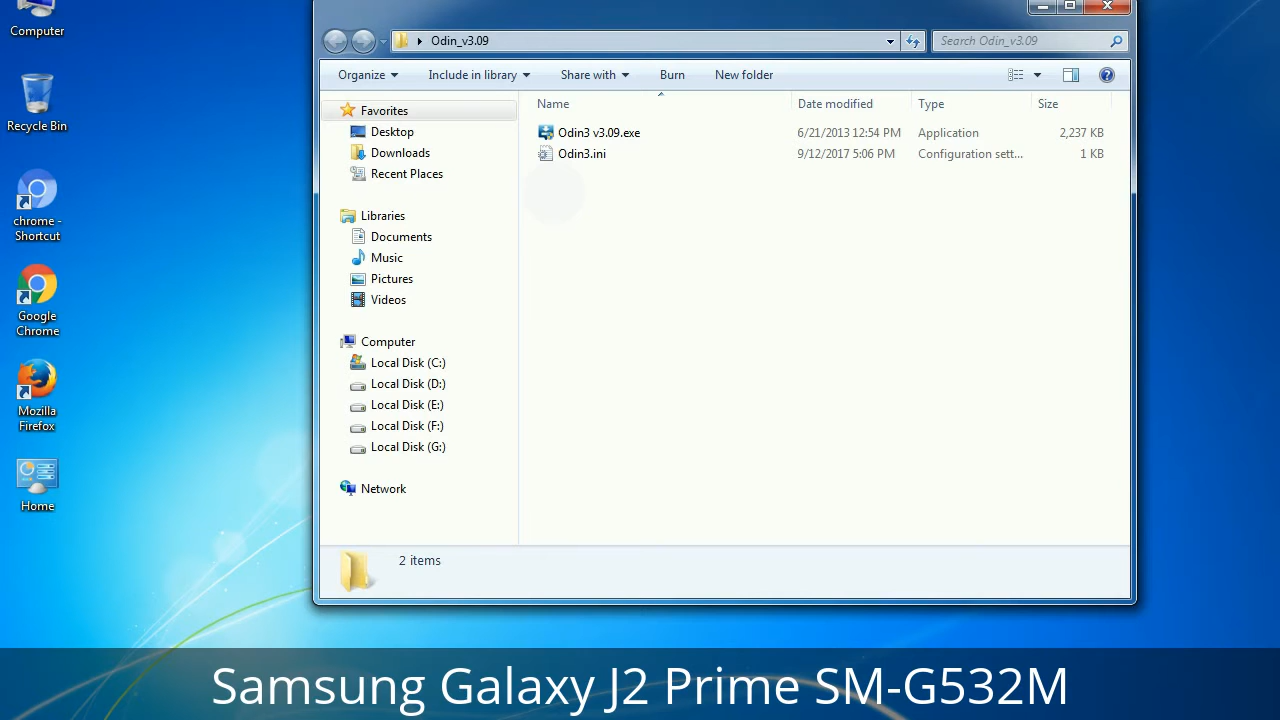 Computer
Recycle Bin
chrome -
Shortcut
Google
Chrome
Mozilla
Firefox
Home
Odin_v3.09
Search Odin_v3.09
Organize
Include in library
Share with
Burn
New folder
Name
Date modified
Type
Size
Odin3 v3.09.exe
6/21/2013 12:54 PM
Application
2,237 KB
Odin3.ini
9/12/2017 5:06 PM
Configuration sett...
1 KB
Favorites
Desktop
Downloads
Recent Places
Libraries
Documents
Music
Pictures
Videos
Computer
Local Disk (C:)
Local Disk (D:)
Local Disk (E:)
Local Disk (F:)
Local Disk (G:)
Network
2 items
Samsung Galaxy J2 Prime SM-G532M